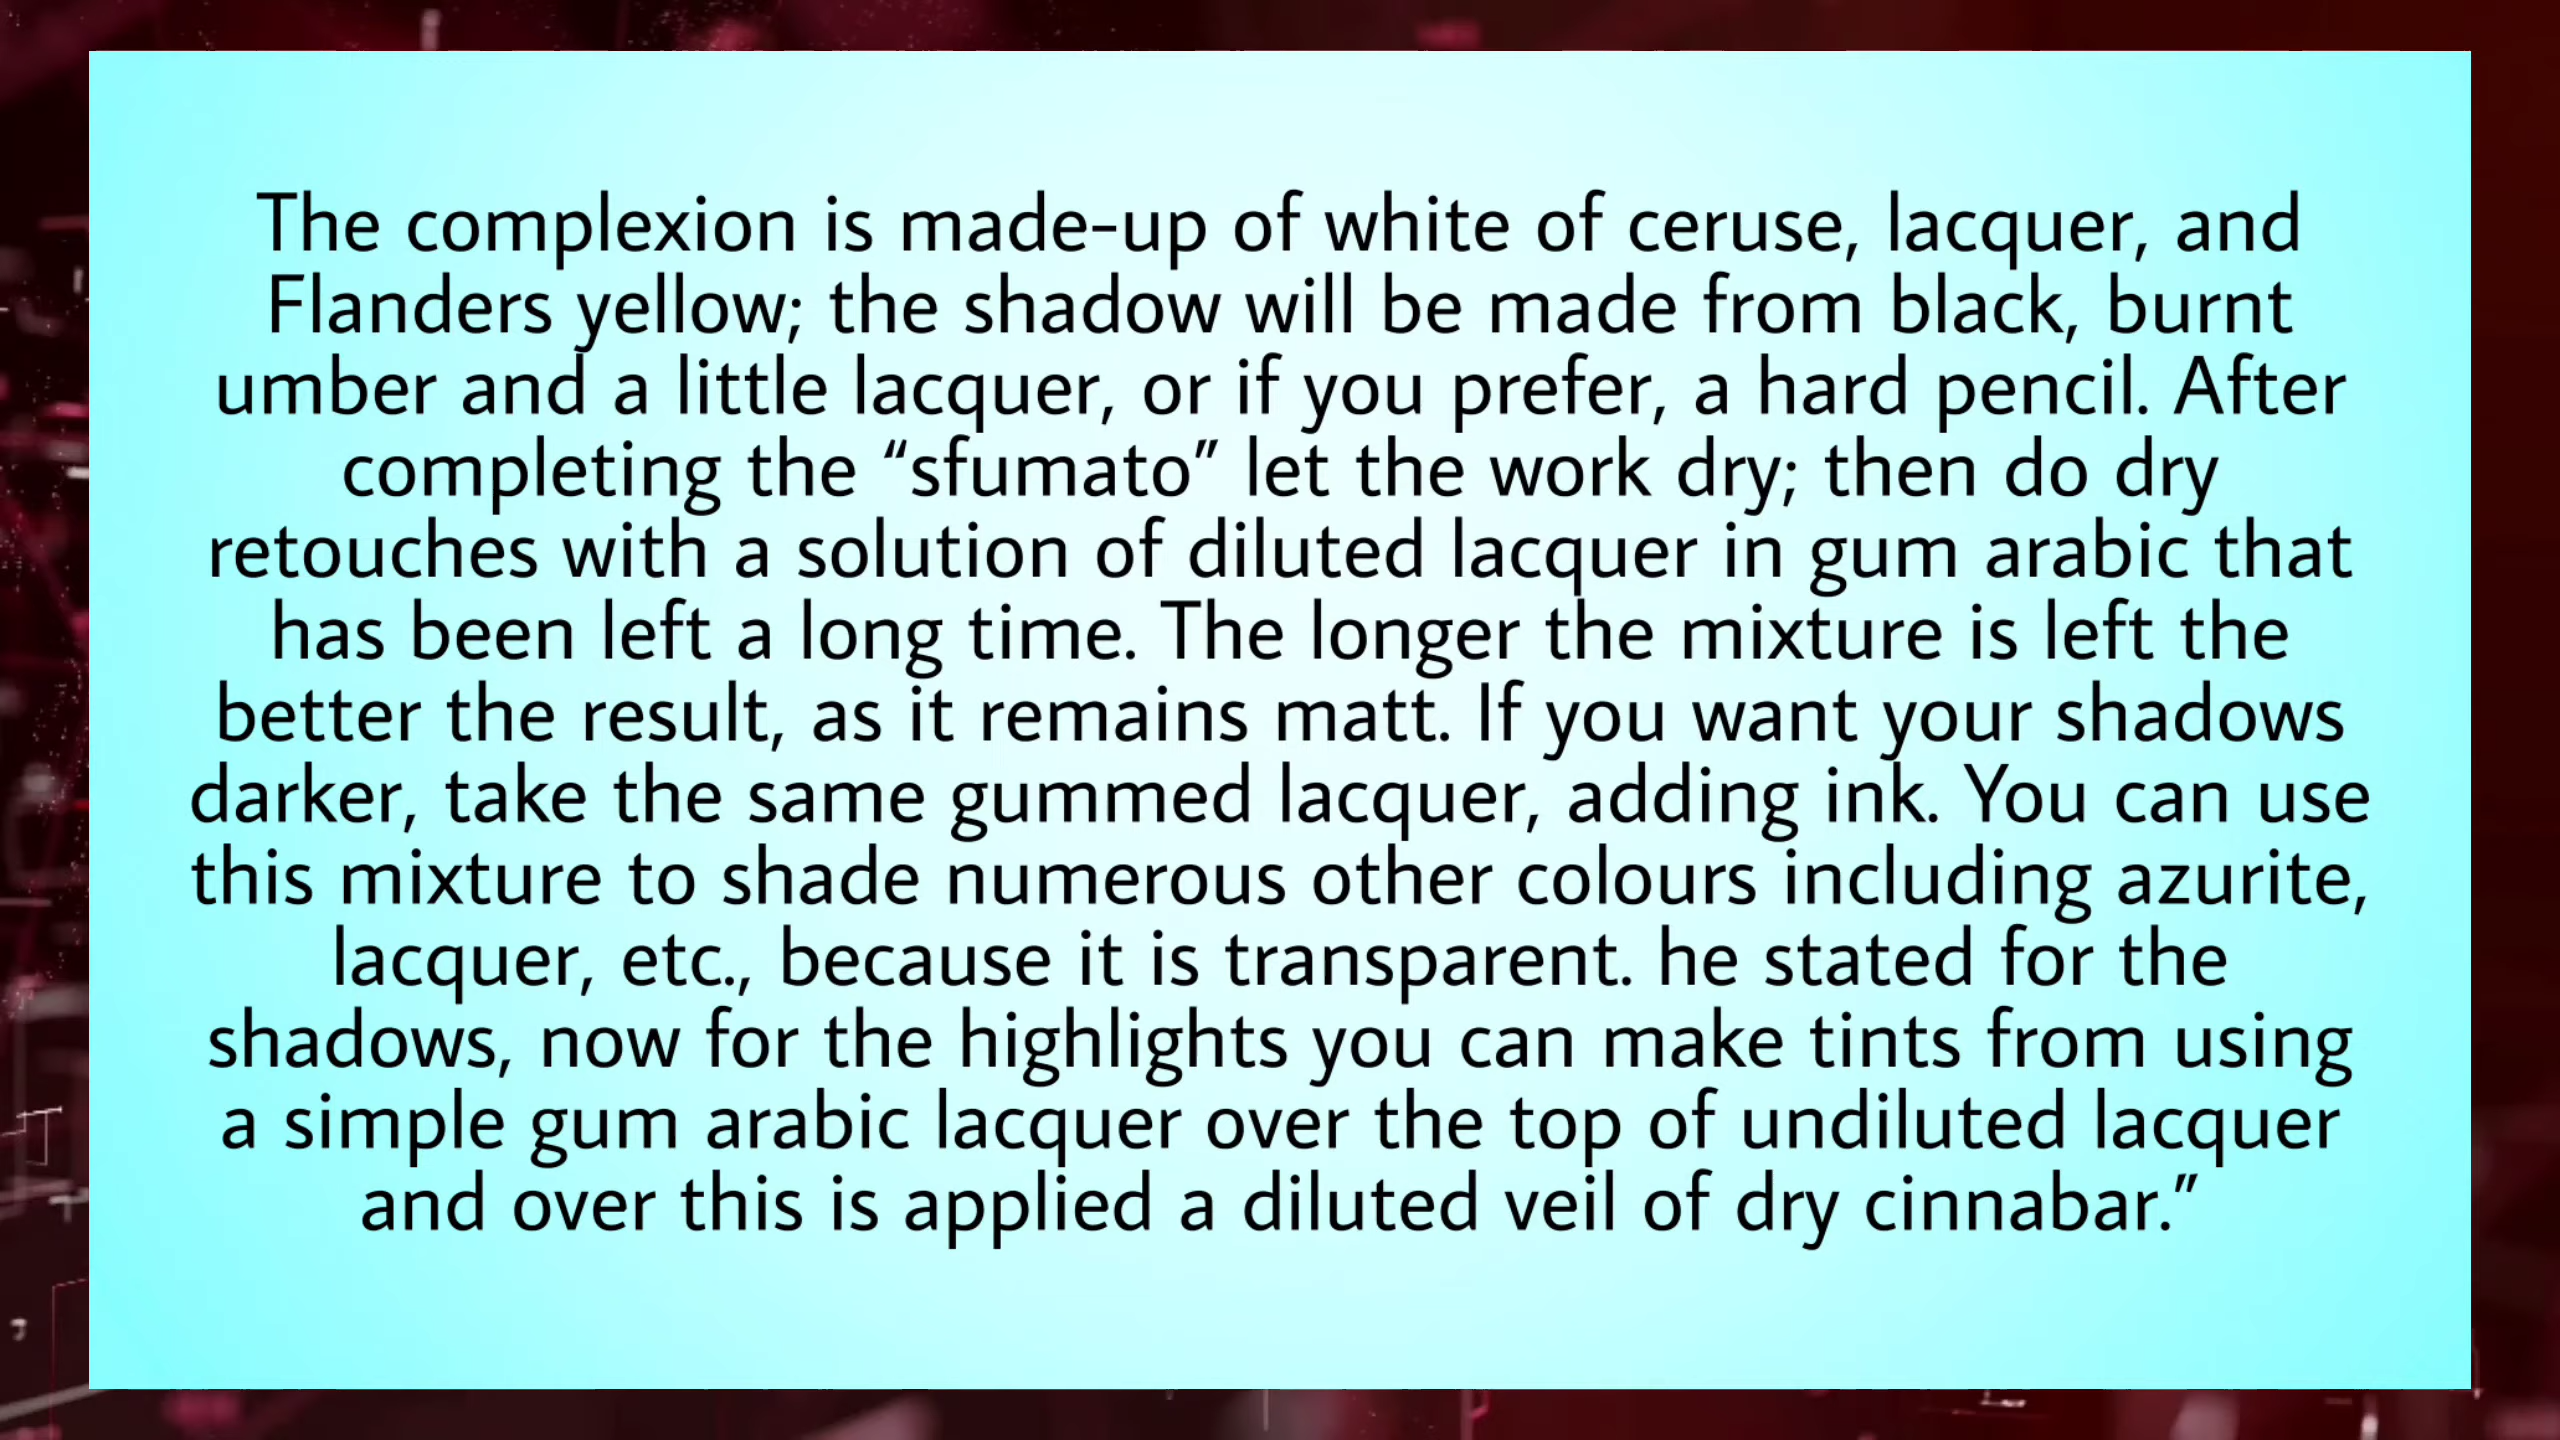 The complexion is made-up of white of ceruse, lacquer, and
Flanders yellow; the shadow will be made from black, burnt
umber and a little lacquer, or if you prefer, a hard pencil. After
completing the “sfumato” let the work dry; then do dry
retouches with a solution of diluted lacquer in gum arabic that
has been left a long time. The longer the mixture is left the
better the result, as it remains matt. If you want your shadows
darker, take the same gummed lacquer, adding ink. You can use
this mixture to shade numerous other colours including azurite,
lacquer, etc., because it is transparent. he stated for the
shadows, now for the highlights you can make tints from using
a simple gum arabic lacquer over the top of undiluted lacquer
and over this is applied a diluted veil of dry cinnabar.”